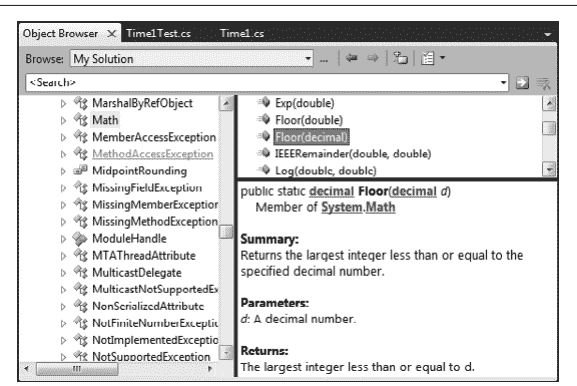 Object Browser Time1Test.cs Time1.cs
Browse: My Solution ...
<Search>
MarshalByRefObject
Math
MemberAccessException
MethodAccessException
MidpointRounding
MissingFieldException
MissingMemberException
MissingMethodException
ModuleHandle
MTAThreadAttribute
MulticastDelegate
MulticastNotSupportedEx
NonSerializedAttribute
NotFiniteNumberExceptio
NotImplementedExceptio
NotSupportedException
Exp(double)
Floor(double)
Floor(decimal)
IEEERemainder(double, double)
Log(double, double)
public static decimal Floor(decimal d)
Member of System.Math
Summary:
Returns the largest integer less than or equal to the
specified decimal number.
Parameters:
d: A decimal number.
Returns:
The largest integer less than or equal to d.